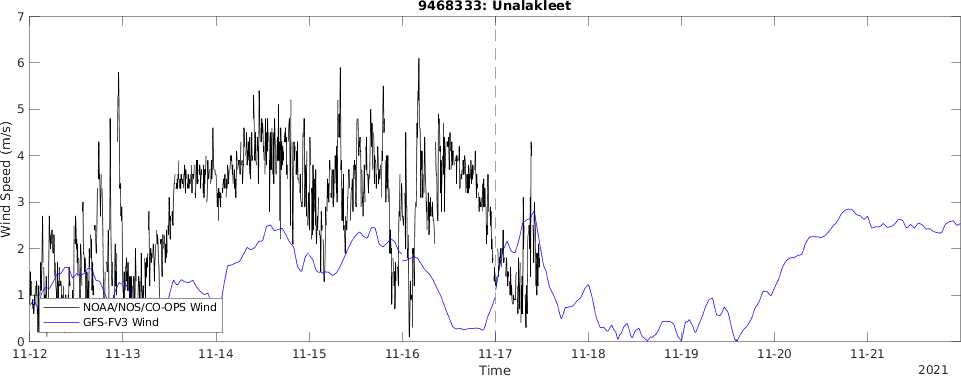 9468333: Unalakleet
7
6
5
4
3
2
1
0
Wind Speed (m/s)
NOAA/NOS/CO-OPS Wind
GFS-FV3 Wind
11-12 11-13 11-14 11-15 11-16 11-17 11-18 11-19 11-20 11-21
Time
2021